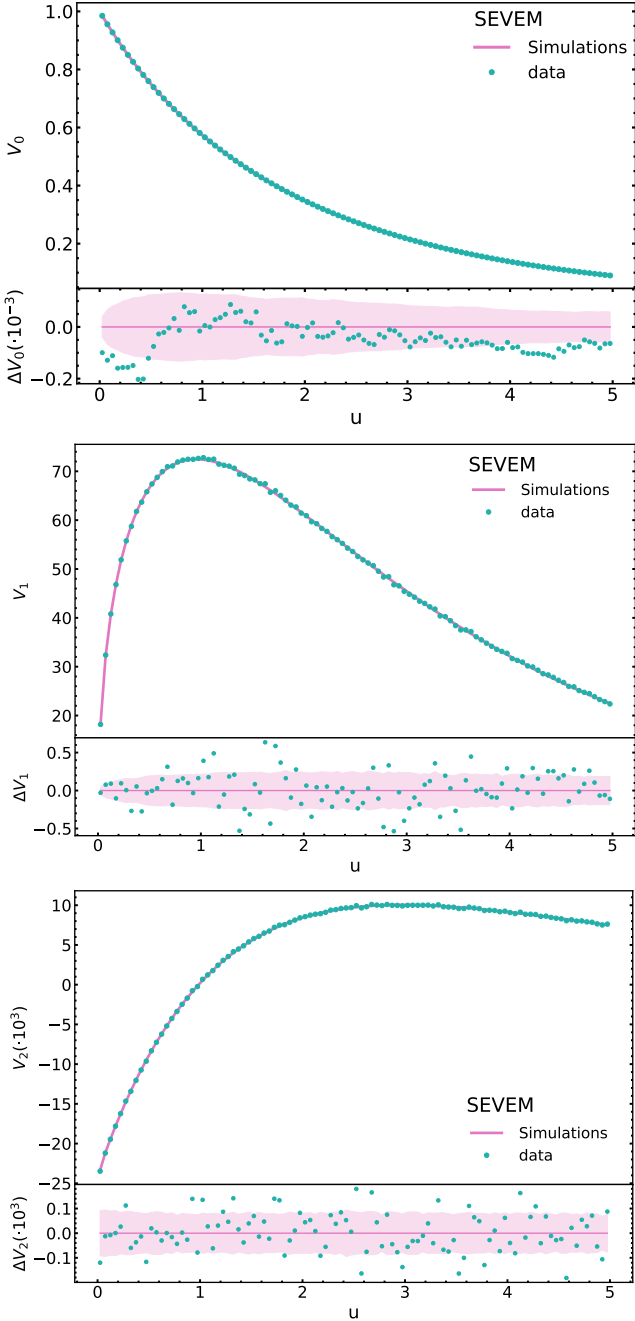 SEVEM
Simulations
data
V₀
1.0
0.8
0.6
0.4
0.2
ΔV₀(·10⁻³)
0.0
−0.2
0 1 2 3 4 5
u
SEVEM
Simulations
data
V₁
70
60
50
40
30
20
ΔV₁
0.5
0.0
−0.5
0 1 2 3 4 5
u
V₂(·10³)
10
5
0
−5
−10
−15
−20
−25
SEVEM
Simulations
data
ΔV₂(·10³)
0.1
0.0
−0.1
0 1 2 3 4 5
u